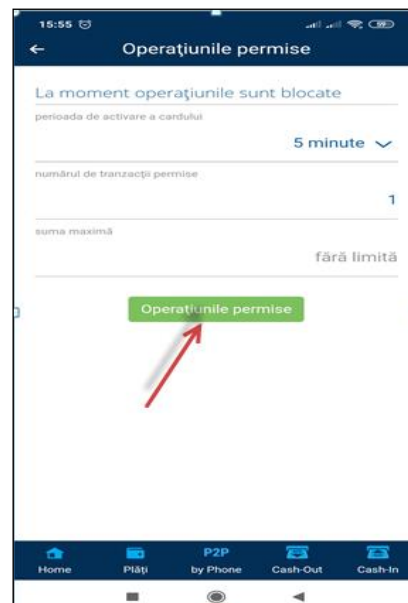 15:55
59
Operaţiunile permise
La moment operaţiunile sunt blocate
perioada de activare a cardului
5 minute
numărul de tranzacţii permise
1
suma maximă
fără limită
Operaţiunile permise
P2P
Home Plăţi by Phone Cash-Out Cash-In